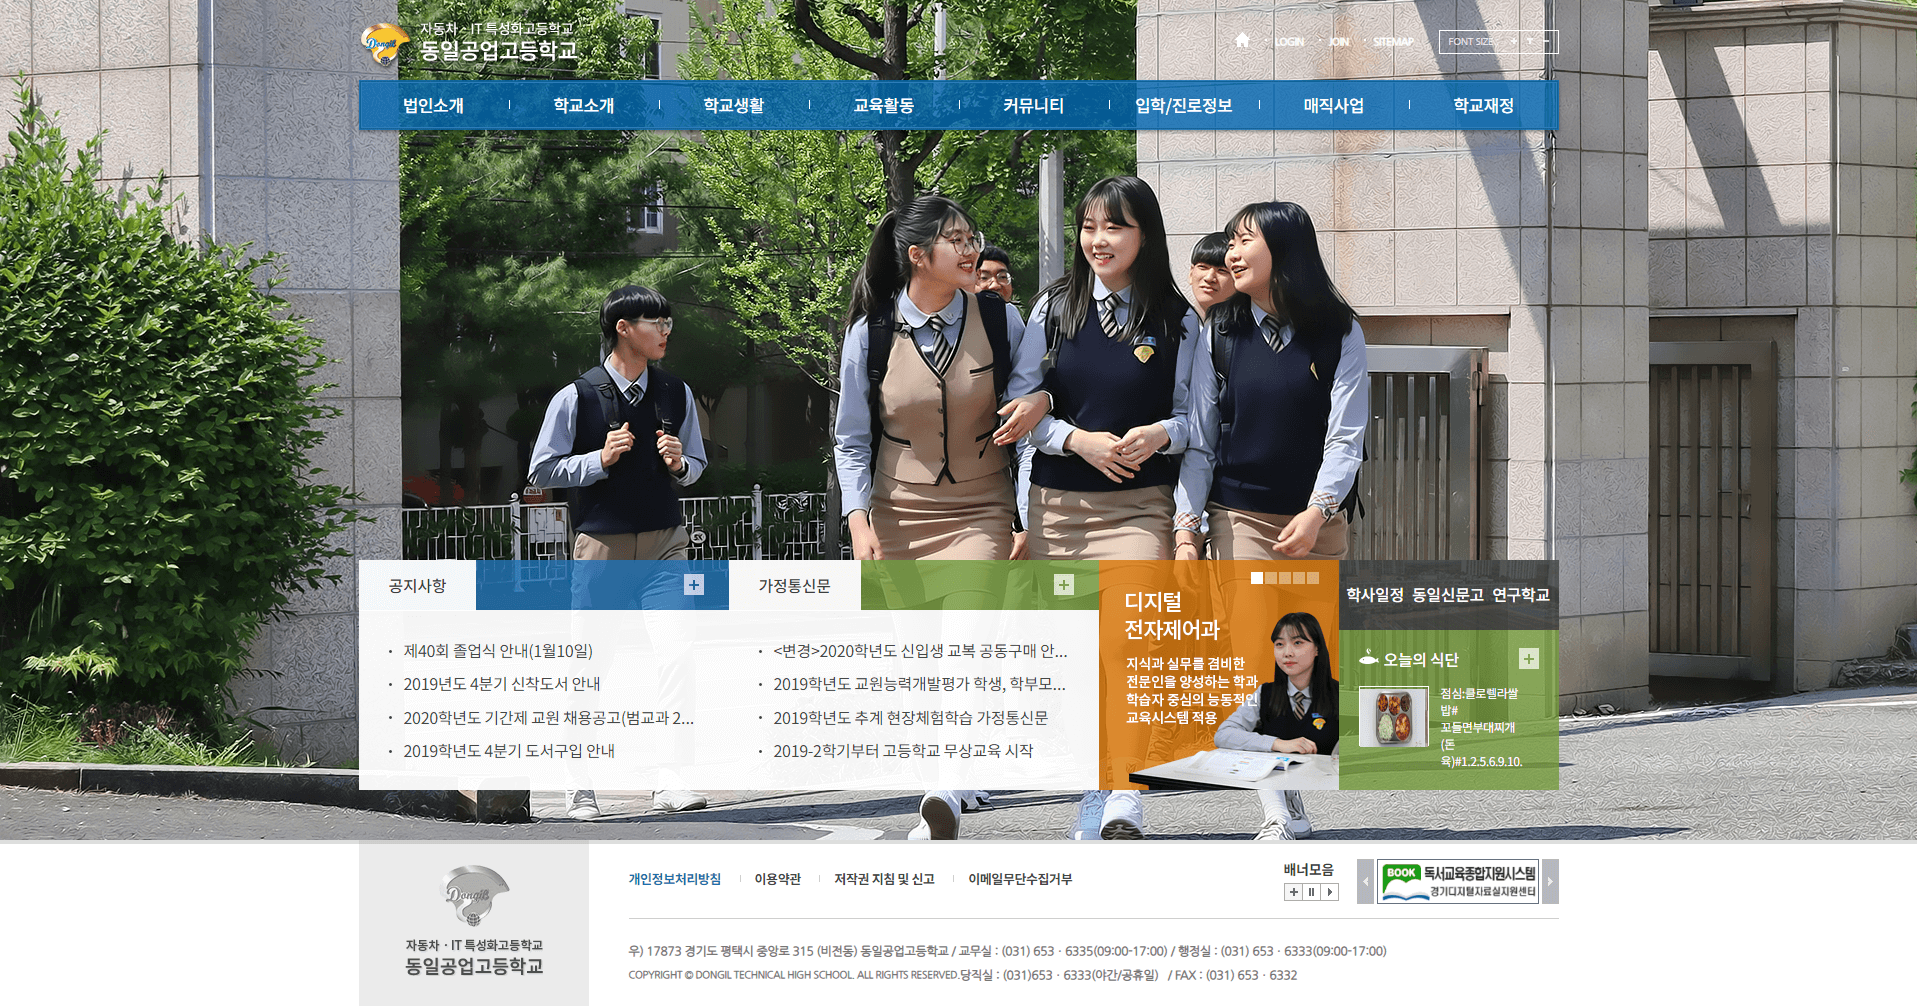 자동차 - IT 특성화고등학교
Dongil
동일공업고등학교
LOGIN
JOIN
SITEMAP
FONT SIZE
법인소개
학교소개
학교생활
교육활동
커뮤니티
입학/진로정보
매직사업
학교재정
공지사항
제40회 졸업식 안내(1월10일)
2019년도 4분기 신착도서 안내
2020학년도 기간제 교원 채용공고(범교과 2...
2019학년도 4분기 도서구입 안내
가정통신문
<변경>2020학년도 신입생 교복 공동구매 안...
2019학년도 교원능력개발평가 학생, 학부모...
2019학년도 추계 현장체험학습 가정통신문
2019-2학기부터 고등학교 무상교육 시작
디지털
전자제어과
지식과 실무를 겸비한
전문인을 양성하는 학과
학습자 중심의 능동적인
교육시스템 적용
학사일정 동일신문고 연구학교
오늘의 식단
점심:클로렐라쌀
밥#
꼬들면부대찌개
(돈
육)#1.2.5.6.9.10.
Dongil
자동차 · IT 특성화고등학교
동일공업고등학교
개인정보처리방침
이용약관
저작권 지침 및 신고
이메일무단수집거부
배너모음
BOOK 독서교육종합지원시스템
경기디지털자료실지원센터
우) 17873 경기도 평택시 중앙로 315 (비전동) 동일공업고등학교 / 교무실 : (031) 653 · 6335(09:00-17:00) / 행정실 : (031) 653 · 6333(09:00-17:00)
COPYRIGHT © DONGIL TECHNICAL HIGH SCHOOL. ALL RIGHTS RESERVED.당직실 : (031)653 · 6333(야간/공휴일) / FAX : (031) 653 · 6332